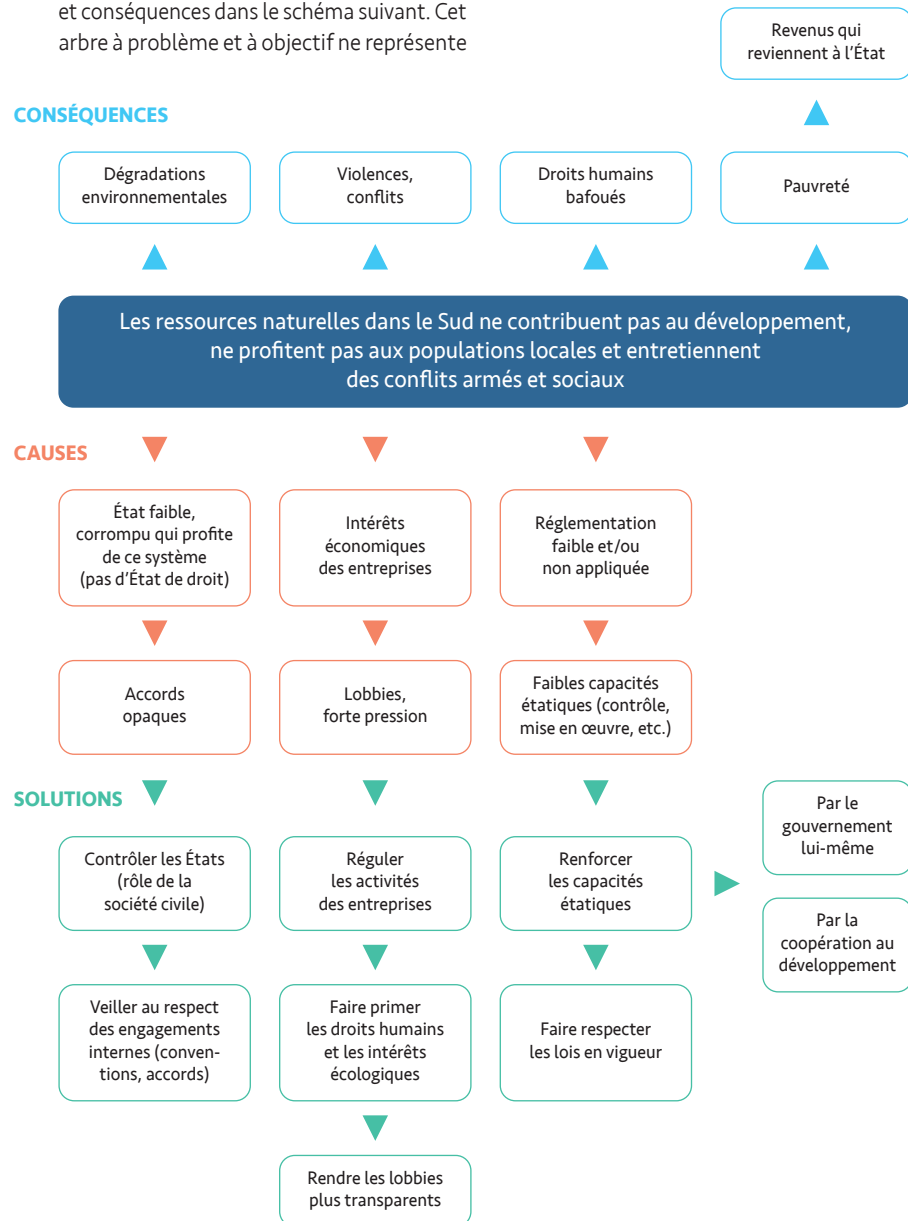 et conséquences dans le schéma suivant. Cet
arbre à problème et à objectif ne représente
Revenus qui
reviennent à l'État
CONSÉQUENCES
Dégradations
environnementales
Violences,
conflits
Droits humains
bafoués
Pauvreté
Les ressources naturelles dans le Sud ne contribuent pas au développement,
ne profitent pas aux populations locales et entretiennent
des conflits armés et sociaux
CAUSES
État faible,
corrompu qui profite
de ce système
(pas d'État de droit)
Intérêts
économiques
des entreprises
Réglementation
faible et/ou
non appliquée
Accords
opaques
Lobbies,
forte pression
Faibles capacités
étatiques (contrôle,
mise en œuvre, etc.)
SOLUTIONS
Contrôler les États
(rôle de la
société civile)
Réguler
les activités
des entreprises
Renforcer
les capacités
étatiques
Par le
gouvernement
lui-même
Par la
coopération au
développement
Veiller au respect
des engagements
internes (conven-
tions, accords)
Faire primer
les droits humains
et les intérêts
écologiques
Faire respecter
les lois en vigueur
Rendre les lobbies
plus transparents